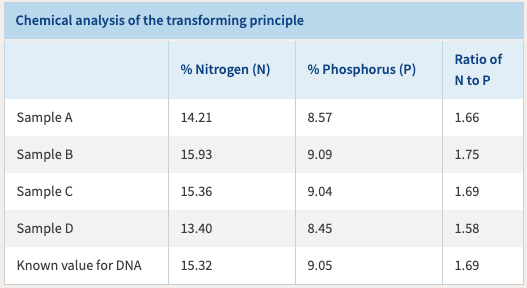 Chemical analysis of the transforming principle
% Nitrogen (N) % Phosphorus (P) Ratio of
N to P
Sample A 14.21 8.57 1.66
Sample B 15.93 9.09 1.75
Sample C 15.36 9.04 1.69
Sample D 13.40 8.45 1.58
Known value for DNA 15.32 9.05 1.69